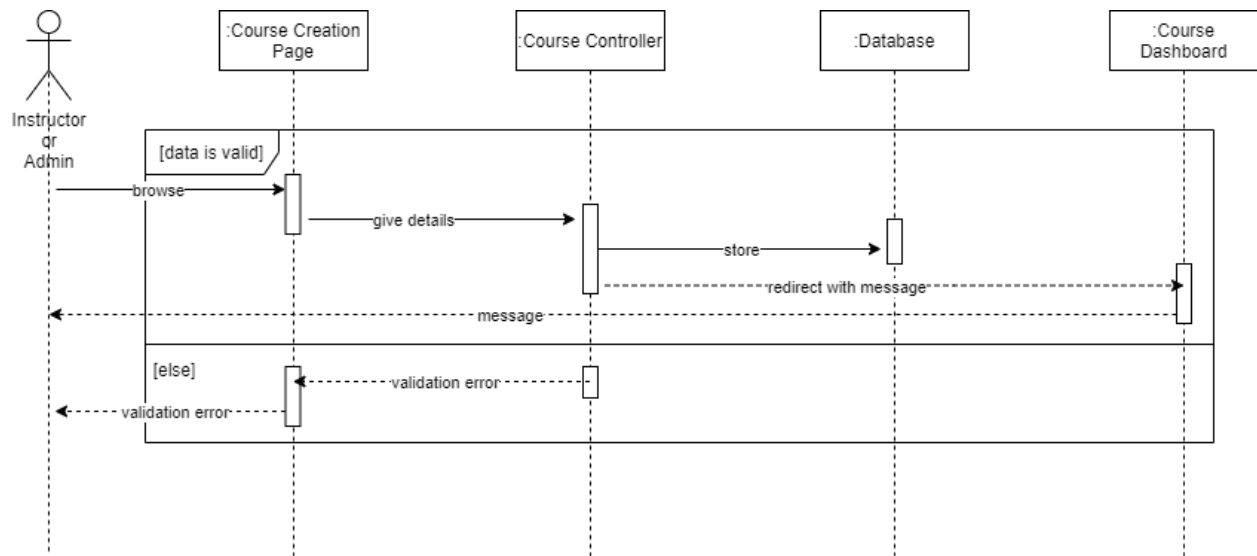 :Course Creation
Page
:Course Controller
:Database
:Course
Dashboard
Instructor
or
Admin
[data is valid]
browse
give details
store
redirect with message
message
[else]
validation error
validation error